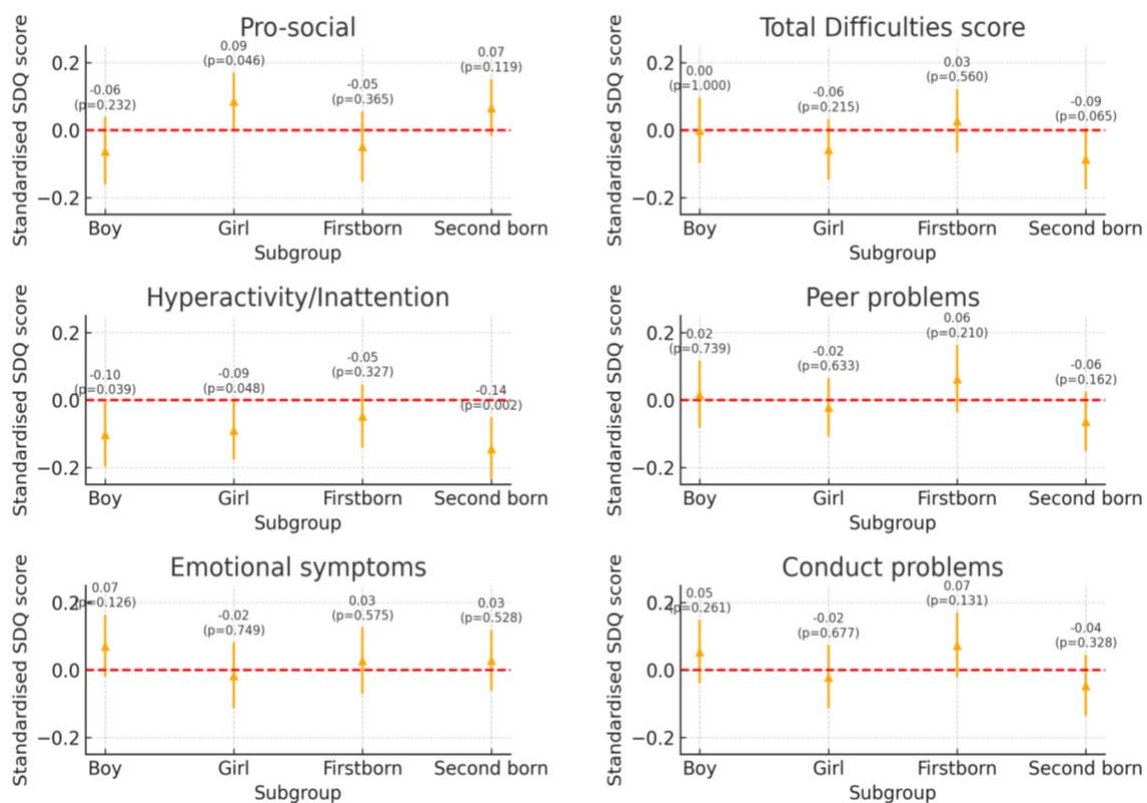 Pro-social
Standardised SDQ score
0.2
0.0
−0.2
-0.06
(p=0.232)
0.09
(p=0.046)
-0.05
(p=0.365)
0.07
(p=0.119)
Boy
Girl
Firstborn
Second born
Subgroup
Total Difficulties score
Standardised SDQ score
0.2
0.0
−0.2
0.00
(p=1.000)
-0.06
(p=0.215)
0.03
(p=0.560)
-0.09
(p=0.065)
Boy
Girl
Firstborn
Second born
Subgroup
Hyperactivity/Inattention
Standardised SDQ score
0.2
0.0
−0.2
-0.10
(p=0.039)
-0.09
(p=0.048)
-0.05
(p=0.327)
-0.14
(p=0.002)
Boy
Girl
Firstborn
Second born
Subgroup
Peer problems
Standardised SDQ score
0.2
0.0
−0.2
0.02
(p=0.739)
-0.02
(p=0.633)
0.06
(p=0.210)
-0.06
(p=0.162)
Boy
Girl
Firstborn
Second born
Subgroup
Emotional symptoms
Standardised SDQ score
0.2
0.0
−0.2
0.07
(p=0.126)
-0.02
(p=0.749)
0.03
(p=0.575)
0.03
(p=0.528)
Boy
Girl
Firstborn
Second born
Subgroup
Conduct problems
Standardised SDQ score
0.2
0.0
−0.2
0.05
(p=0.261)
-0.02
(p=0.677)
0.07
(p=0.131)
-0.04
(p=0.328)
Boy
Girl
Firstborn
Second born
Subgroup